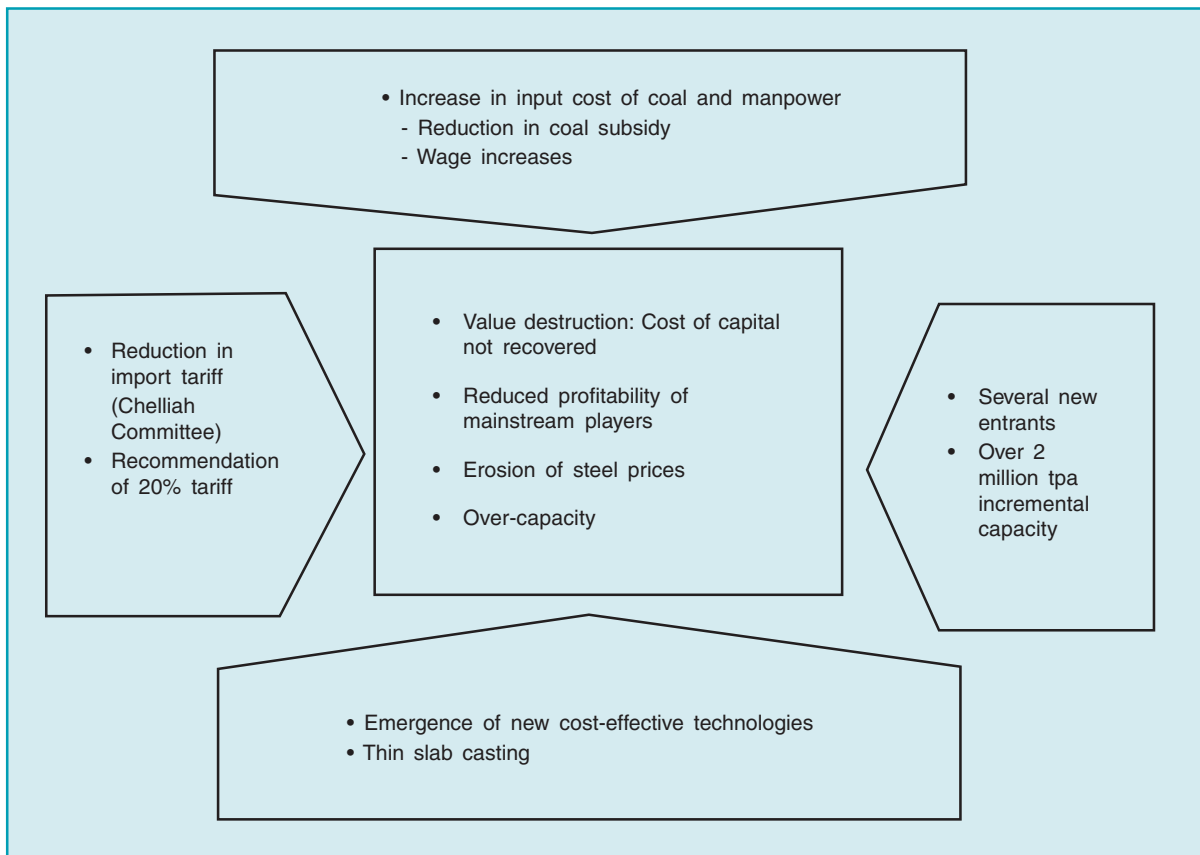 • Increase in input cost of coal and manpower
- Reduction in coal subsidy
- Wage increases
• Reduction in
import tariff
(Chelliah
Committee)
• Recommendation
of 20% tariff
• Value destruction: Cost of capital
not recovered
• Reduced profitability of
mainstream players
• Erosion of steel prices
• Over-capacity
• Several new
entrants
• Over 2
million tpa
incremental
capacity
• Emergence of new cost-effective technologies
• Thin slab casting